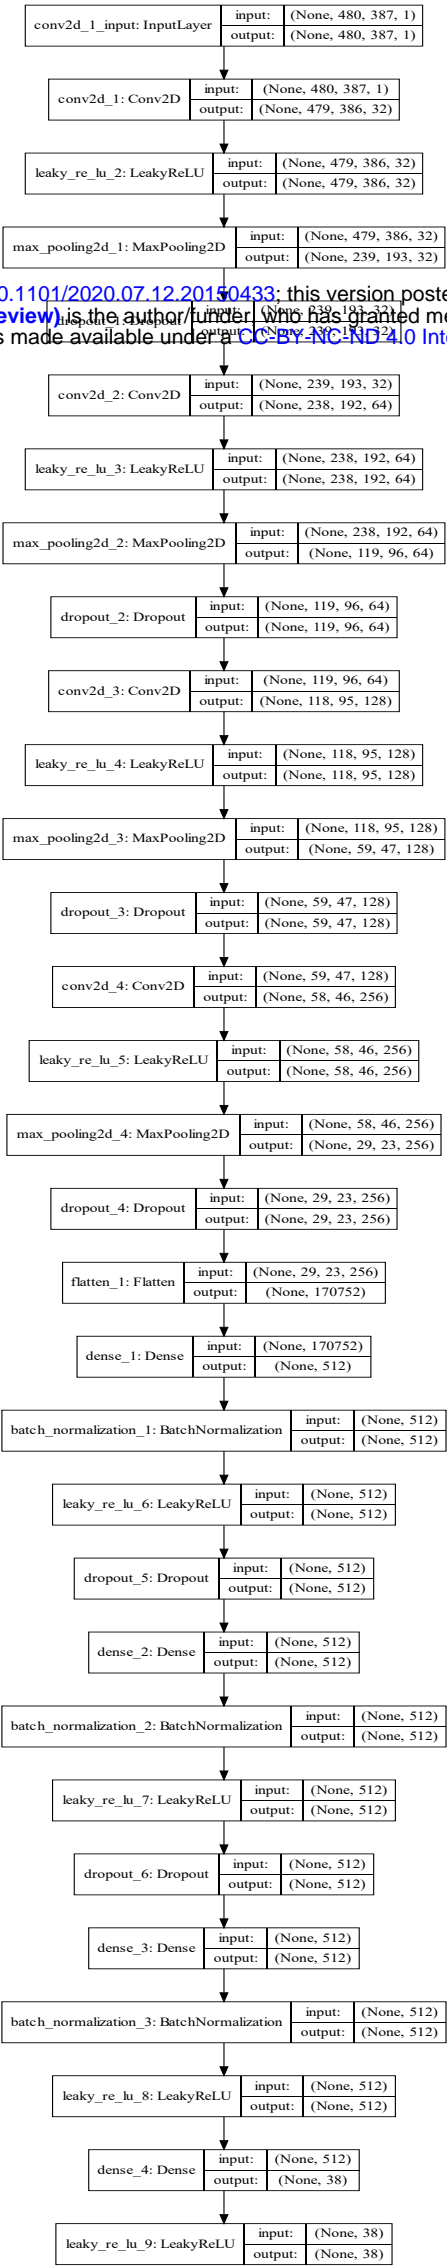 conv2d_1_input: InputLayer input: (None, 480, 387, 1)
output: (None, 480, 387, 1)
conv2d_1: Conv2D input: (None, 480, 387, 1)
output: (None, 479, 386, 32)
leaky_re_lu_2: LeakyReLU input: (None, 479, 386, 32)
output: (None, 479, 386, 32)
max_pooling2d_1: MaxPooling2D input: (None, 479, 386, 32)
output: (None, 239, 193, 32)
0.1101/2020.07.12.20150433; this version poste
eview) is the author/funder, who has granted me
s made available under a CC-BY-NC-ND 4.0 Inte
dropout_1: Dropout input: (None, 239, 193, 32)
output: (None, 239, 193, 32)
conv2d_2: Conv2D input: (None, 239, 193, 32)
output: (None, 238, 192, 64)
leaky_re_lu_3: LeakyReLU input: (None, 238, 192, 64)
output: (None, 238, 192, 64)
max_pooling2d_2: MaxPooling2D input: (None, 238, 192, 64)
output: (None, 119, 96, 64)
dropout_2: Dropout input: (None, 119, 96, 64)
output: (None, 119, 96, 64)
conv2d_3: Conv2D input: (None, 119, 96, 64)
output: (None, 118, 95, 128)
leaky_re_lu_4: LeakyReLU input: (None, 118, 95, 128)
output: (None, 118, 95, 128)
max_pooling2d_3: MaxPooling2D input: (None, 118, 95, 128)
output: (None, 59, 47, 128)
dropout_3: Dropout input: (None, 59, 47, 128)
output: (None, 59, 47, 128)
conv2d_4: Conv2D input: (None, 59, 47, 128)
output: (None, 58, 46, 256)
leaky_re_lu_5: LeakyReLU input: (None, 58, 46, 256)
output: (None, 58, 46, 256)
max_pooling2d_4: MaxPooling2D input: (None, 58, 46, 256)
output: (None, 29, 23, 256)
dropout_4: Dropout input: (None, 29, 23, 256)
output: (None, 29, 23, 256)
flatten_1: Flatten input: (None, 29, 23, 256)
output: (None, 170752)
dense_1: Dense input: (None, 170752)
output: (None, 512)
batch_normalization_1: BatchNormalization input: (None, 512)
output: (None, 512)
leaky_re_lu_6: LeakyReLU input: (None, 512)
output: (None, 512)
dropout_5: Dropout input: (None, 512)
output: (None, 512)
dense_2: Dense input: (None, 512)
output: (None, 512)
batch_normalization_2: BatchNormalization input: (None, 512)
output: (None, 512)
leaky_re_lu_7: LeakyReLU input: (None, 512)
output: (None, 512)
dropout_6: Dropout input: (None, 512)
output: (None, 512)
dense_3: Dense input: (None, 512)
output: (None, 512)
batch_normalization_3: BatchNormalization input: (None, 512)
output: (None, 512)
leaky_re_lu_8: LeakyReLU input: (None, 512)
output: (None, 512)
dense_4: Dense input: (None, 512)
output: (None, 38)
leaky_re_lu_9: LeakyReLU input: (None, 38)
output: (None, 38)